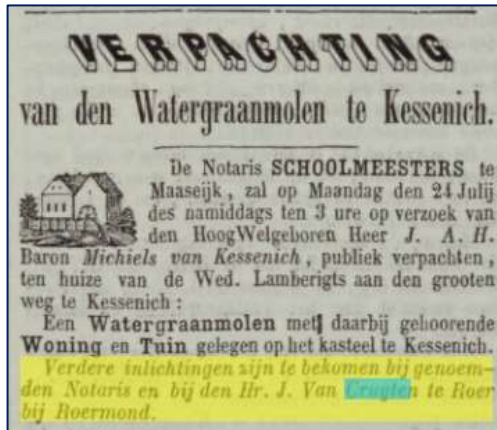 VERPACHTING
van den Watergraanmolen te Kessenich.
De Notaris SCHOOLMEESTERS te
Maaseijk, zal op Maandag den 24 Julij
des namiddags ten 3 ure op verzoek van
den HoogWelgeboren Heer J. A. H.
Baron Michiels van Kessenich, publiek verpachten,
ten huize van de Wed. Lamberigts aan den grooten
weg te Kessenich :
Een Watergraanmolen met daarbij gehoorende
Woning en Tuin gelegen op het kasteel te Kessenich.
Verdere inlichtingen zijn te bekomen bij genoem-
den Notaris en bij den Hr. J. Van Crugten te Roer
bij Roermond.